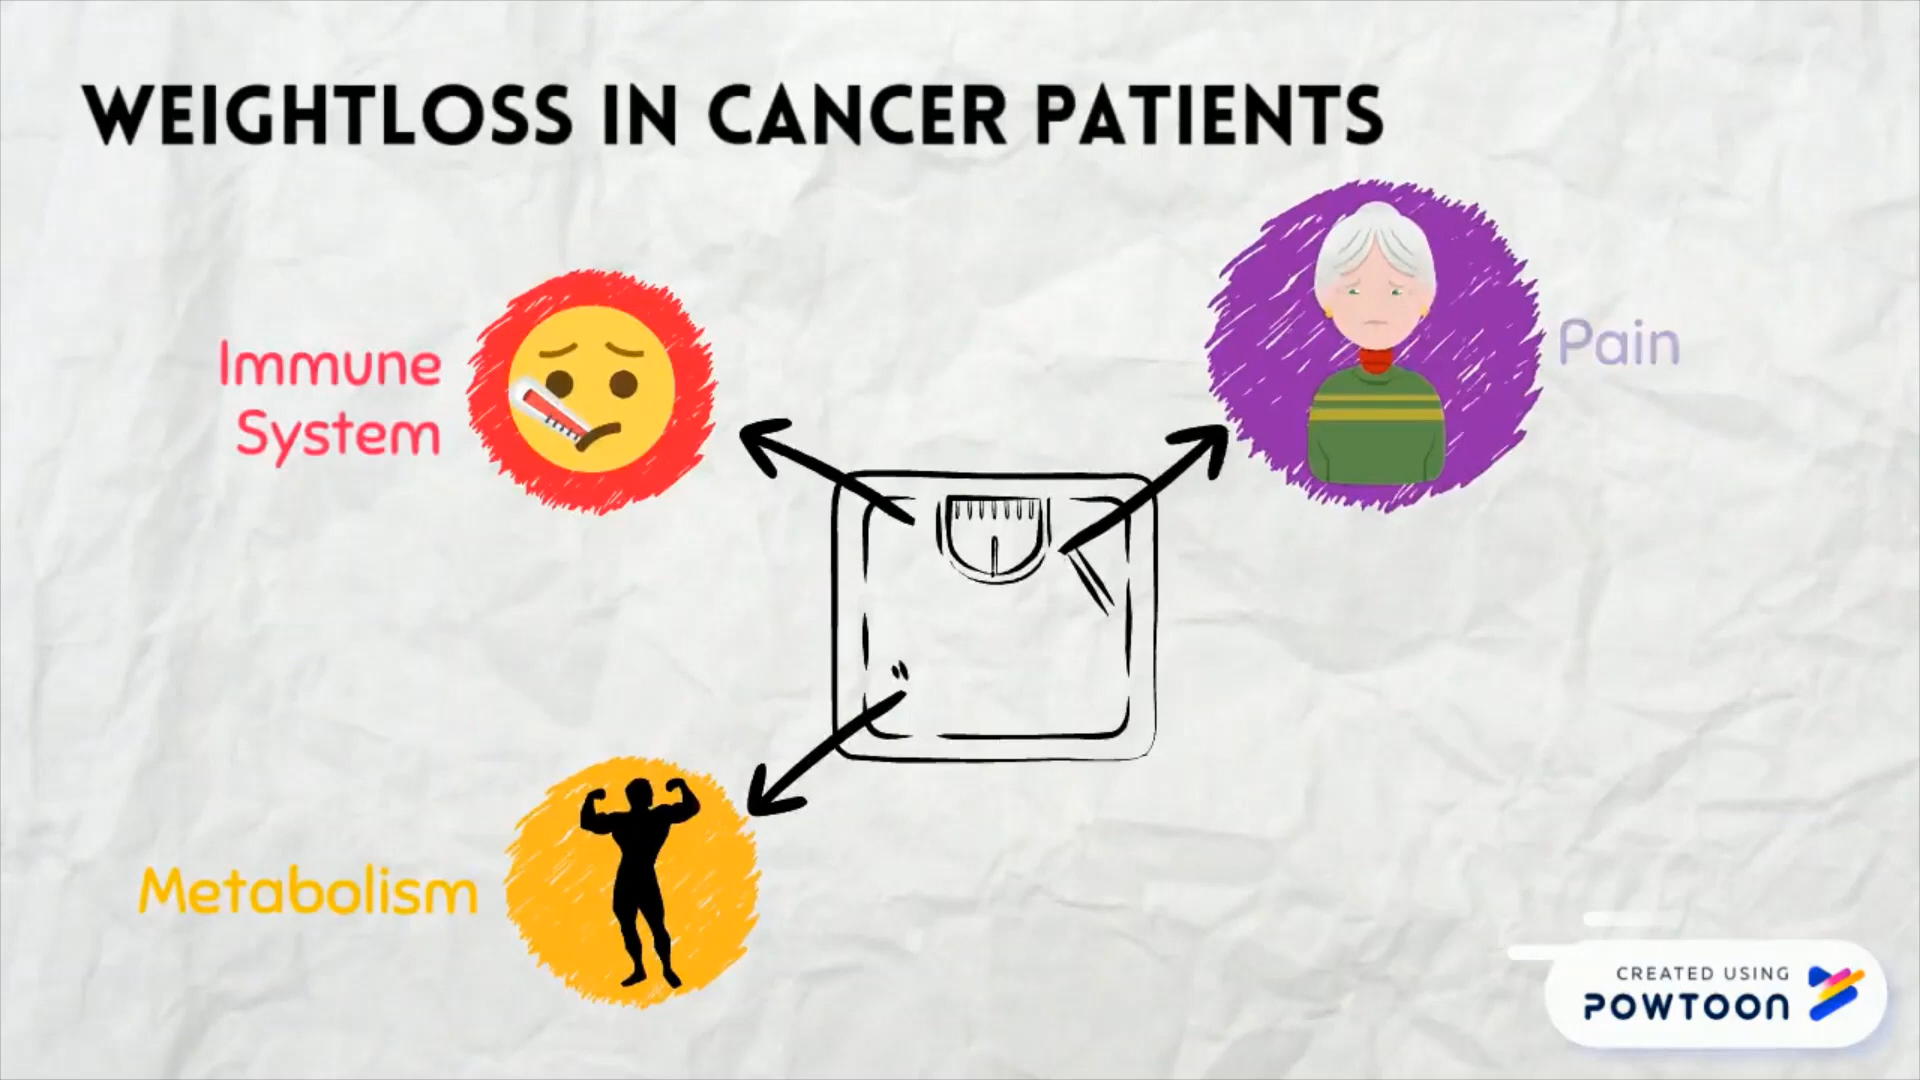 WEIGHTLOSS IN CANCER PATIENTS
Immune
System
Pain
Metabolism
CREATED USING
POWTOON